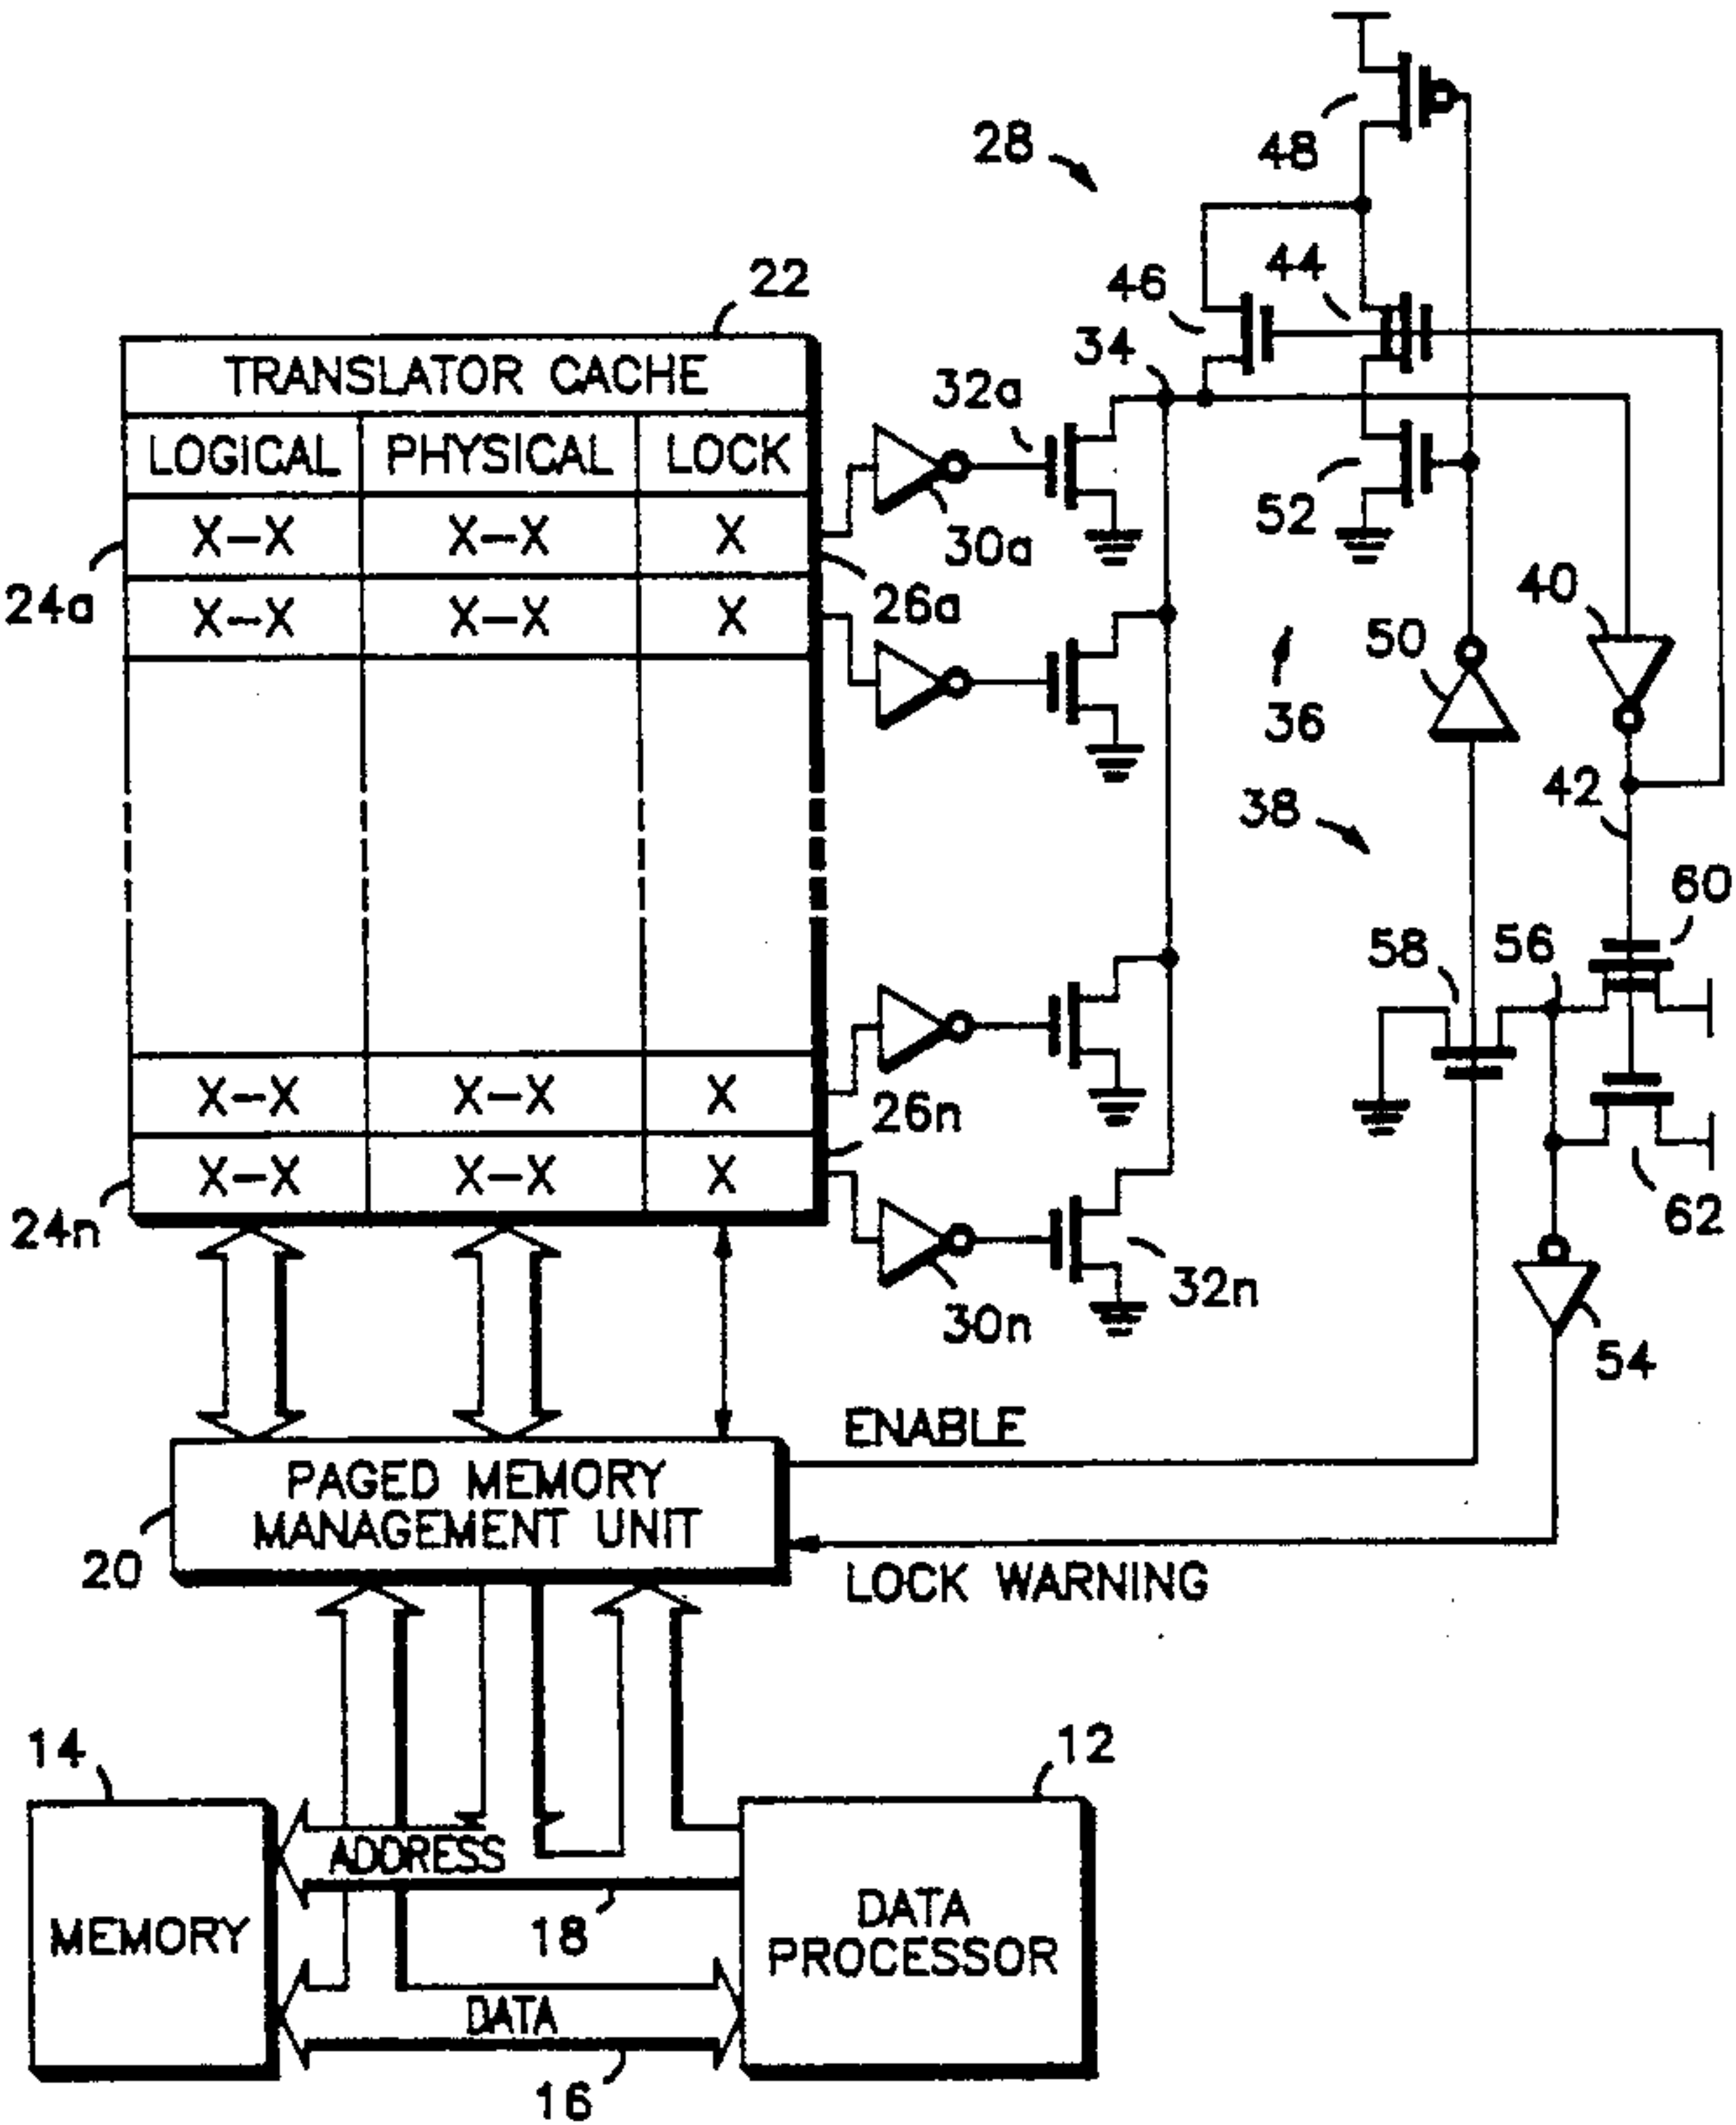 28
48
22
46
44
34
TRANSLATOR CACHE
32a
LOGICAL PHYSICAL LOCK
52
X-X X-X X
30a
24a
X-X X-X X
26a
40
50
36
42
38
60
58
56
X-X X-X X
26n
X-X X-X X
24n
62
32n
30n
54
ENABLE
PAGED MEMORY
MANAGEMENT UNIT
20
LOCK WARNING
14
12
ADDRESS
MEMORY
18
DATA
PROCESSOR
DATA
16